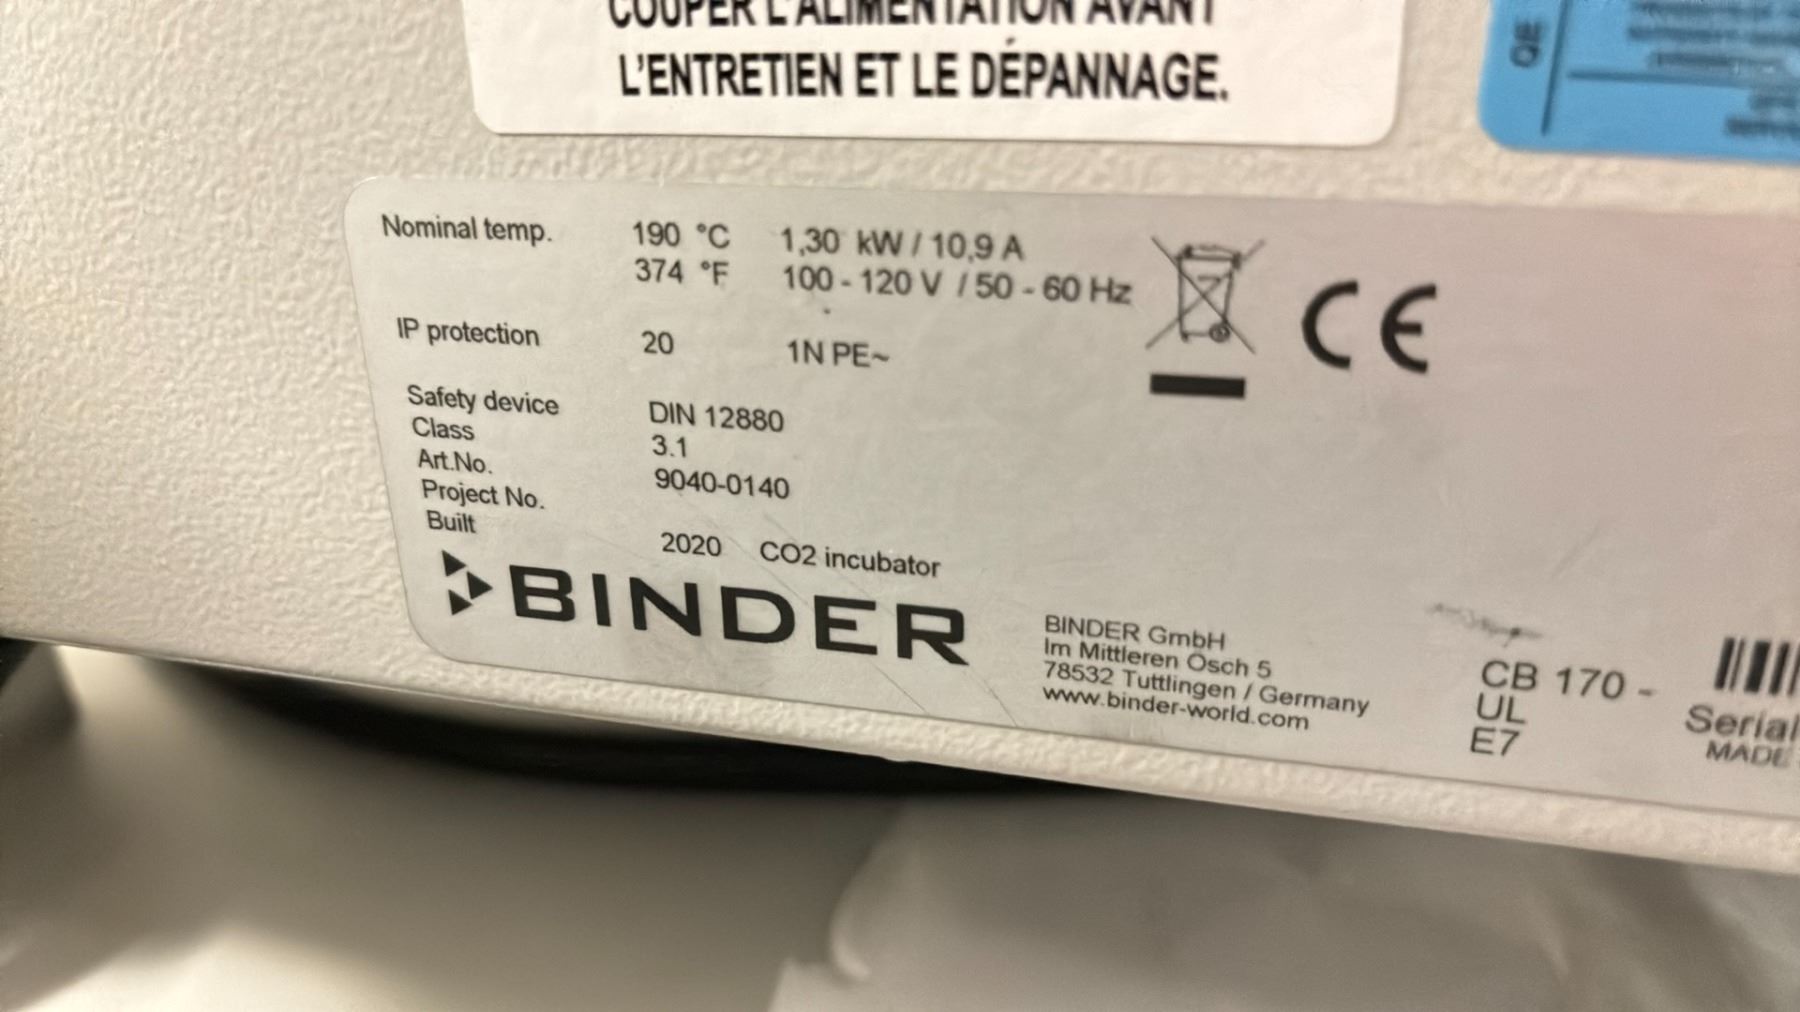 COUPER L'ALIMENTATION AVANT
L'ENTRETIEN ET LE DÉPANNAGE.
QE
Nominal temp. 190 °C 1,30 kW / 10,9 A
374 °F 100 - 120 V / 50 - 60 Hz
IP protection 20 1N PE~
CE
Safety device DIN 12880
Class 3.1
Art.No. 9040-0140
Project No.
Built 2020 CO2 incubator
BINDER
BINDER GmbH
Im Mittleren Ösch 5
78532 Tuttlingen / Germany
www.binder-world.com
CB 170 -
UL
E7
Serial
MADE